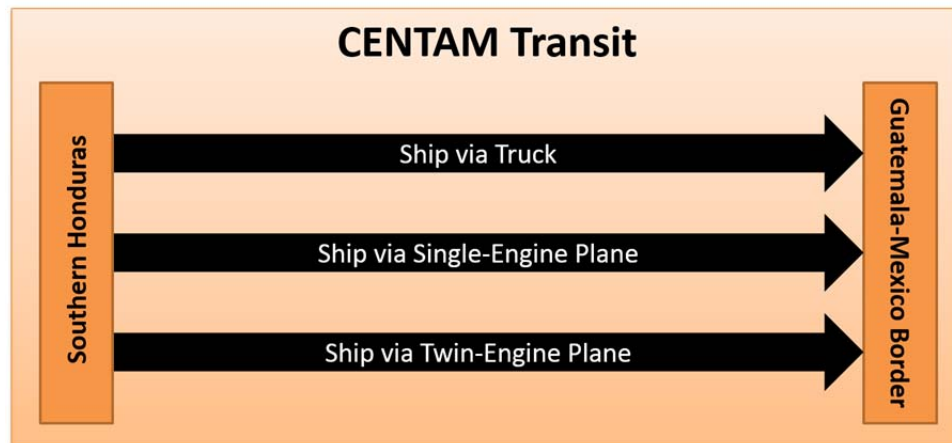 CENTAM Transit
Southern Honduras
Ship via Truck
Ship via Single-Engine Plane
Ship via Twin-Engine Plane
Guatemala-Mexico Border